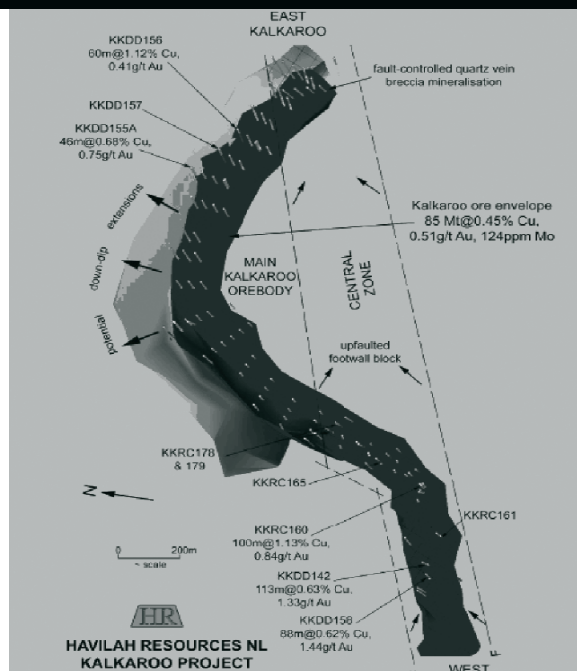 EAST
KALKAROO
KKDD156
60m@1.12% Cu,
0.41g/t Au
fault-controlled quartz vein
breccia mineralisation
KKDD157
KKDD155A
46m@0.68% Cu,
0.75g/t Au
extensions
down-dip
potential
Kalkaroo ore envelope
85 Mt@0.45% Cu,
0.51g/t Au, 124ppm Mo
MAIN
KALKAROO
OREBODY
CENTRAL
ZONE
upfaulted
footwall block
KKRC178
& 179
KKRC165
N
KKRC161
KKRC160
100m@1.13% Cu,
0.84g/t Au
0 200m
~ scale
KKDD142
113m@0.63% Cu,
1.33g/t Au
KKDD158
88m@0.62% Cu,
1.44g/t Au
HR
HAVILAH RESOURCES NL
KALKAROO PROJECT
F
WEST